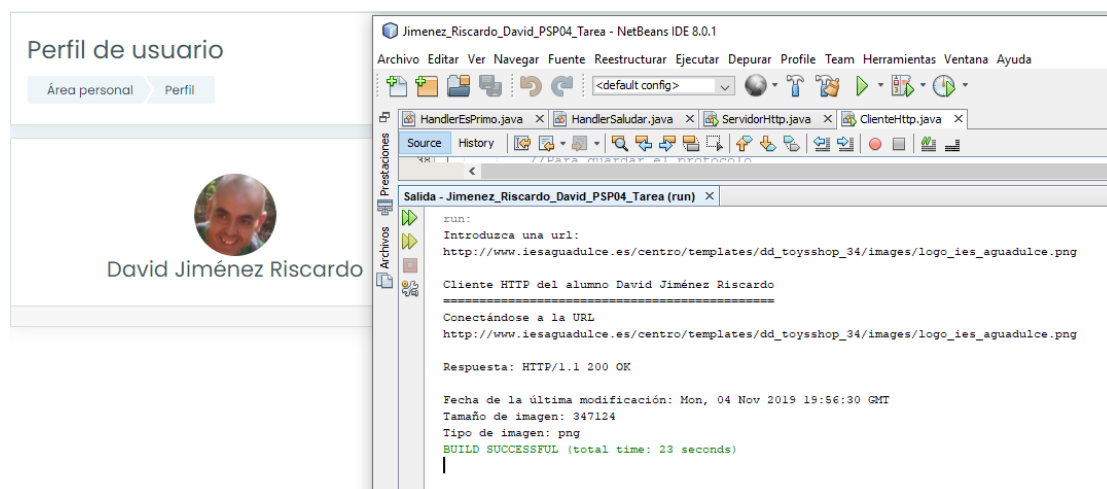 Perfil de usuario
Área personal
Perfil
David Jiménez Riscardo
Jimenez_Riscardo_David_PSP04_Tarea - NetBeans IDE 8.0.1
Archivo Editar Ver Navegar Fuente Reestructurar Ejecutar Depurar Profile Team Herramientas Ventana Ayuda
<default config>
HandlerEsPrimo.java HandlerSaludar.java ServidorHttp.java ClienteHttp.java
Source History
38 //Para guardar el protocolo
Prestaciones
Archivos
Salida - Jimenez_Riscardo_David_PSP04_Tarea (run)
run:
Introduzca una url:
http://www.iesaguadulce.es/centro/templates/dd_toysshop_34/images/logo_ies_aguadulce.png
Cliente HTTP del alumno David Jiménez Riscardo
==============================================
Conectándose a la URL
http://www.iesaguadulce.es/centro/templates/dd_toysshop_34/images/logo_ies_aguadulce.png
Respuesta: HTTP/1.1 200 OK
Fecha de la última modificación: Mon, 04 Nov 2019 19:56:30 GMT
Tamaño de imagen: 347124
Tipo de imagen: png
BUILD SUCCESSFUL (total time: 23 seconds)